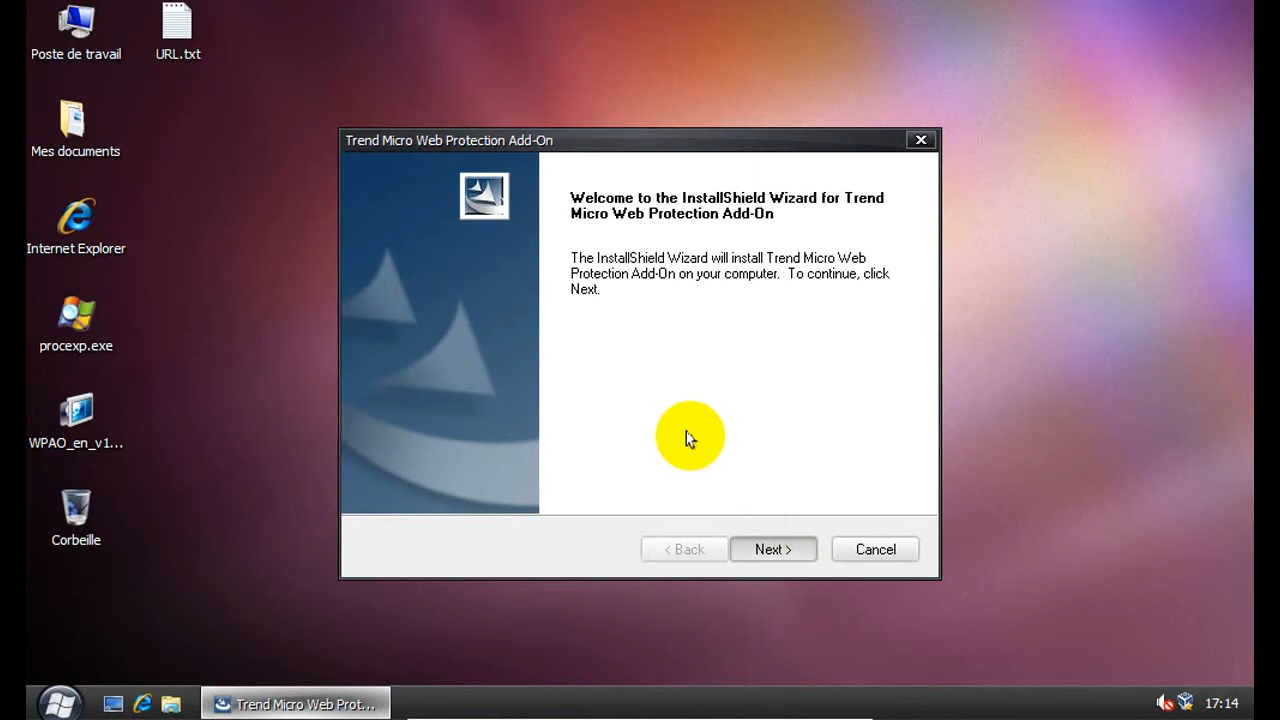 Poste de travail
URL.txt
Mes documents
Internet Explorer
procexp.exe
WPAO_en_v1...
Corbeille
Trend Micro Web Protection Add-On
Welcome to the InstallShield Wizard for Trend
Micro Web Protection Add-On
The InstallShield Wizard will install Trend Micro Web
Protection Add-On on your computer. To continue, click
Next.
< Back
Next >
Cancel
Trend Micro Web Prot...
17:14